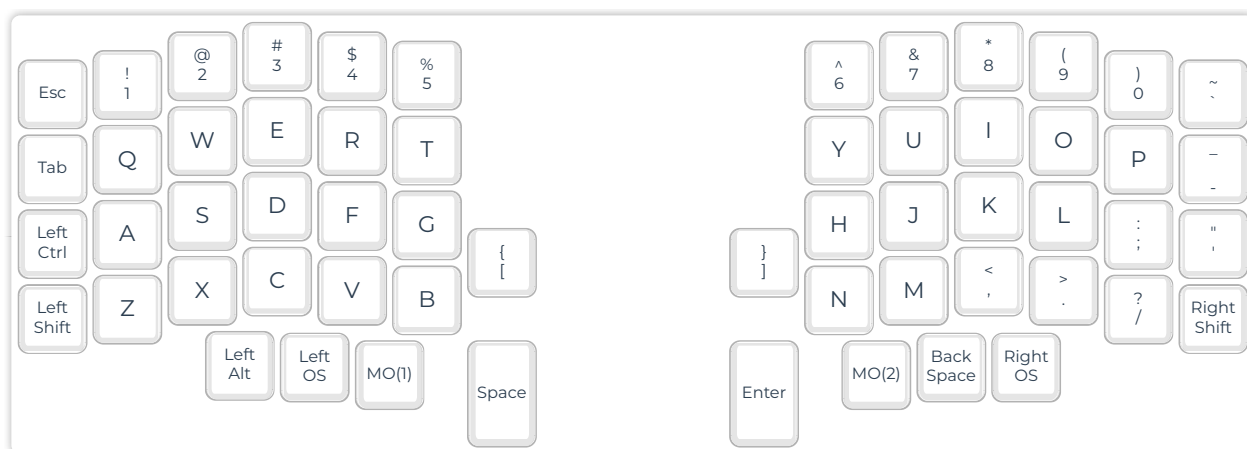 Esc
!
1
@
2
#
3
$
4
%
5
^
6
&
7
*
8
(
9
)
0
~
`
Tab
Q
W
E
R
T
Y
U
I
O
P
_
-
Left
Ctrl
A
S
D
F
G
{
[
}
]
H
J
K
L
:
;
"
'
Left
Shift
Z
X
C
V
B
N
M
<
,
>
.
?
/
Right
Shift
Left
Alt
Left
OS
MO(1)
Space
Enter
MO(2)
Back
Space
Right
OS